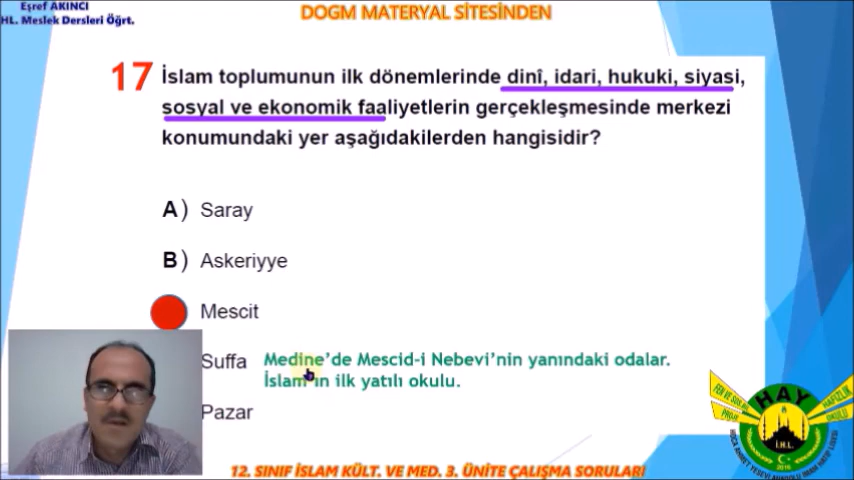 Eşref AKINCI
HL. Meslek Dersleri Öğrt.
DOGM MATERYAL SİTESİNDEN
17 İslam toplumunun ilk dönemlerinde dinî, idari, hukuki, siyasi,
sosyal ve ekonomik faaliyetlerin gerçekleşmesinde merkezi
konumundaki yer aşağıdakilerden hangisidir?
A) Saray
B) Askeriyye
Mescit
Suffa Medine'de Mescid-i Nebevi'nin yanındaki odalar.
İslam'ın ilk yatılı okulu.
Pazar
HAY
İ.H.L.
12. SINIF İSLAM KÜLT. VE MED. 3. ÜNİTE ÇALIŞMA SORULARI